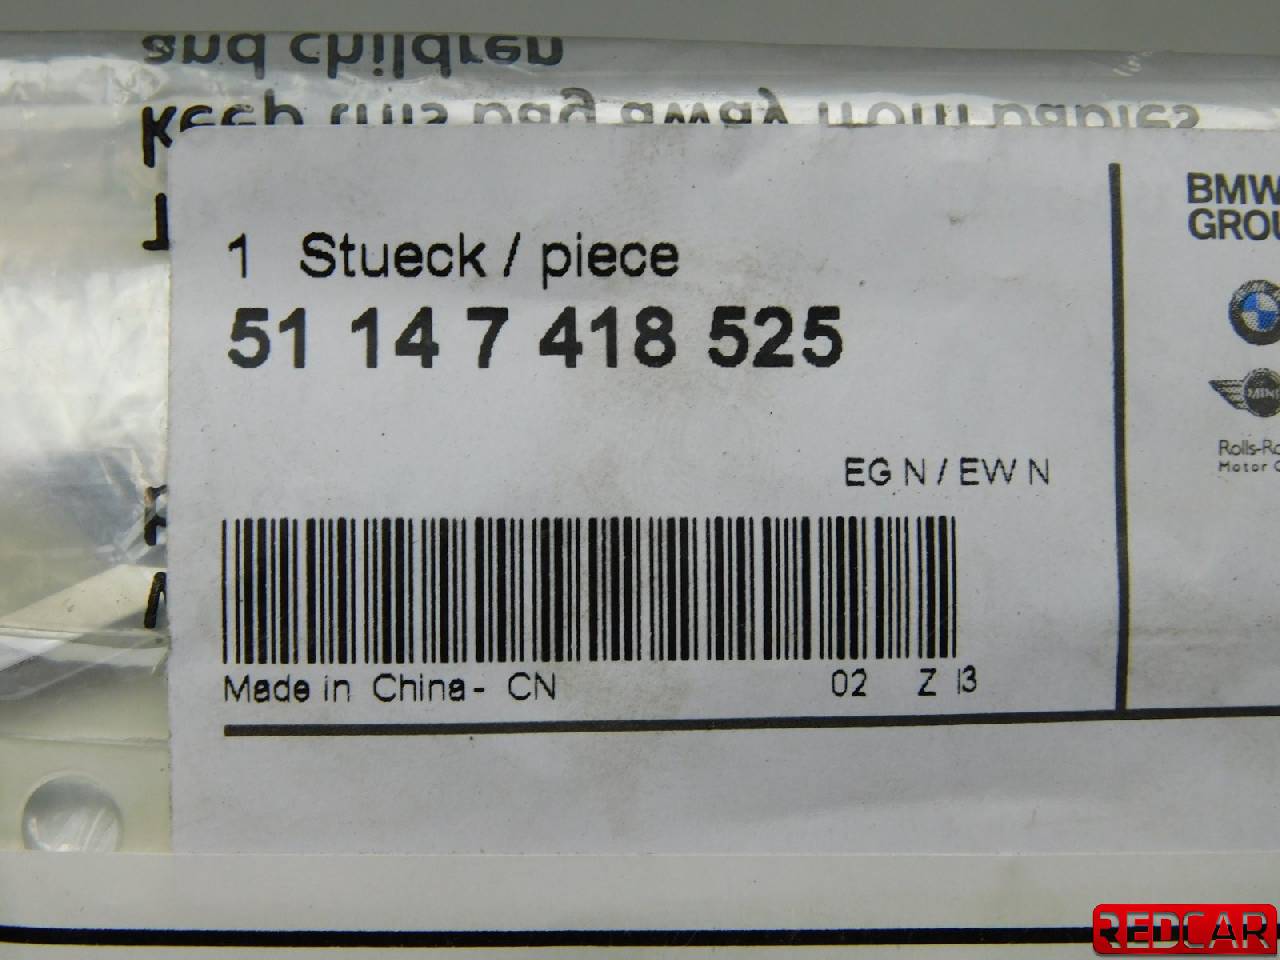 and children
Keep this bag away from babies
1 Stueck / piece
51 14 7 418 525
EG N / EW N
Made in China - CN
02 Z I3
BMW
GROU
MINI
Rolls-Ro
Motor C
REDCAR